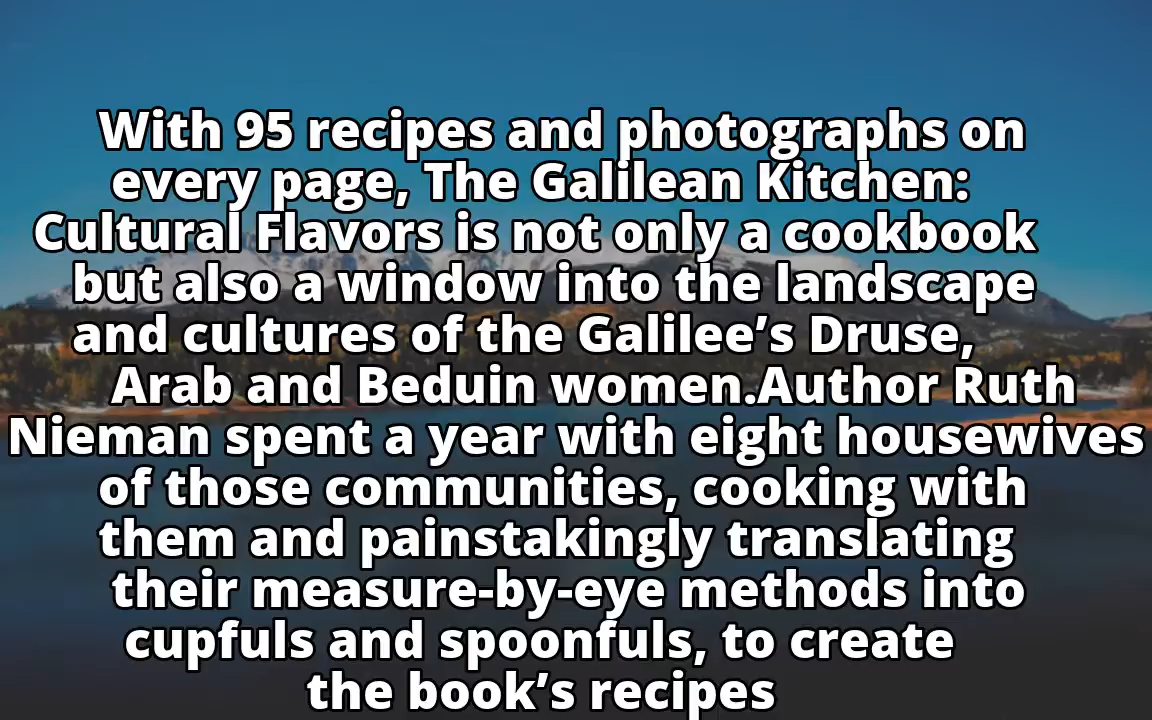 With 95 recipes and photographs on
every page, The Galilean Kitchen:
Cultural Flavors is not only a cookbook
but also a window into the landscape
and cultures of the Galilee’s Druse,
Arab and Beduin women.Author Ruth
Nieman spent a year with eight housewives
of those communities, cooking with
them and painstakingly translating
their measure-by-eye methods into
cupfuls and spoonfuls, to create
the book’s recipes